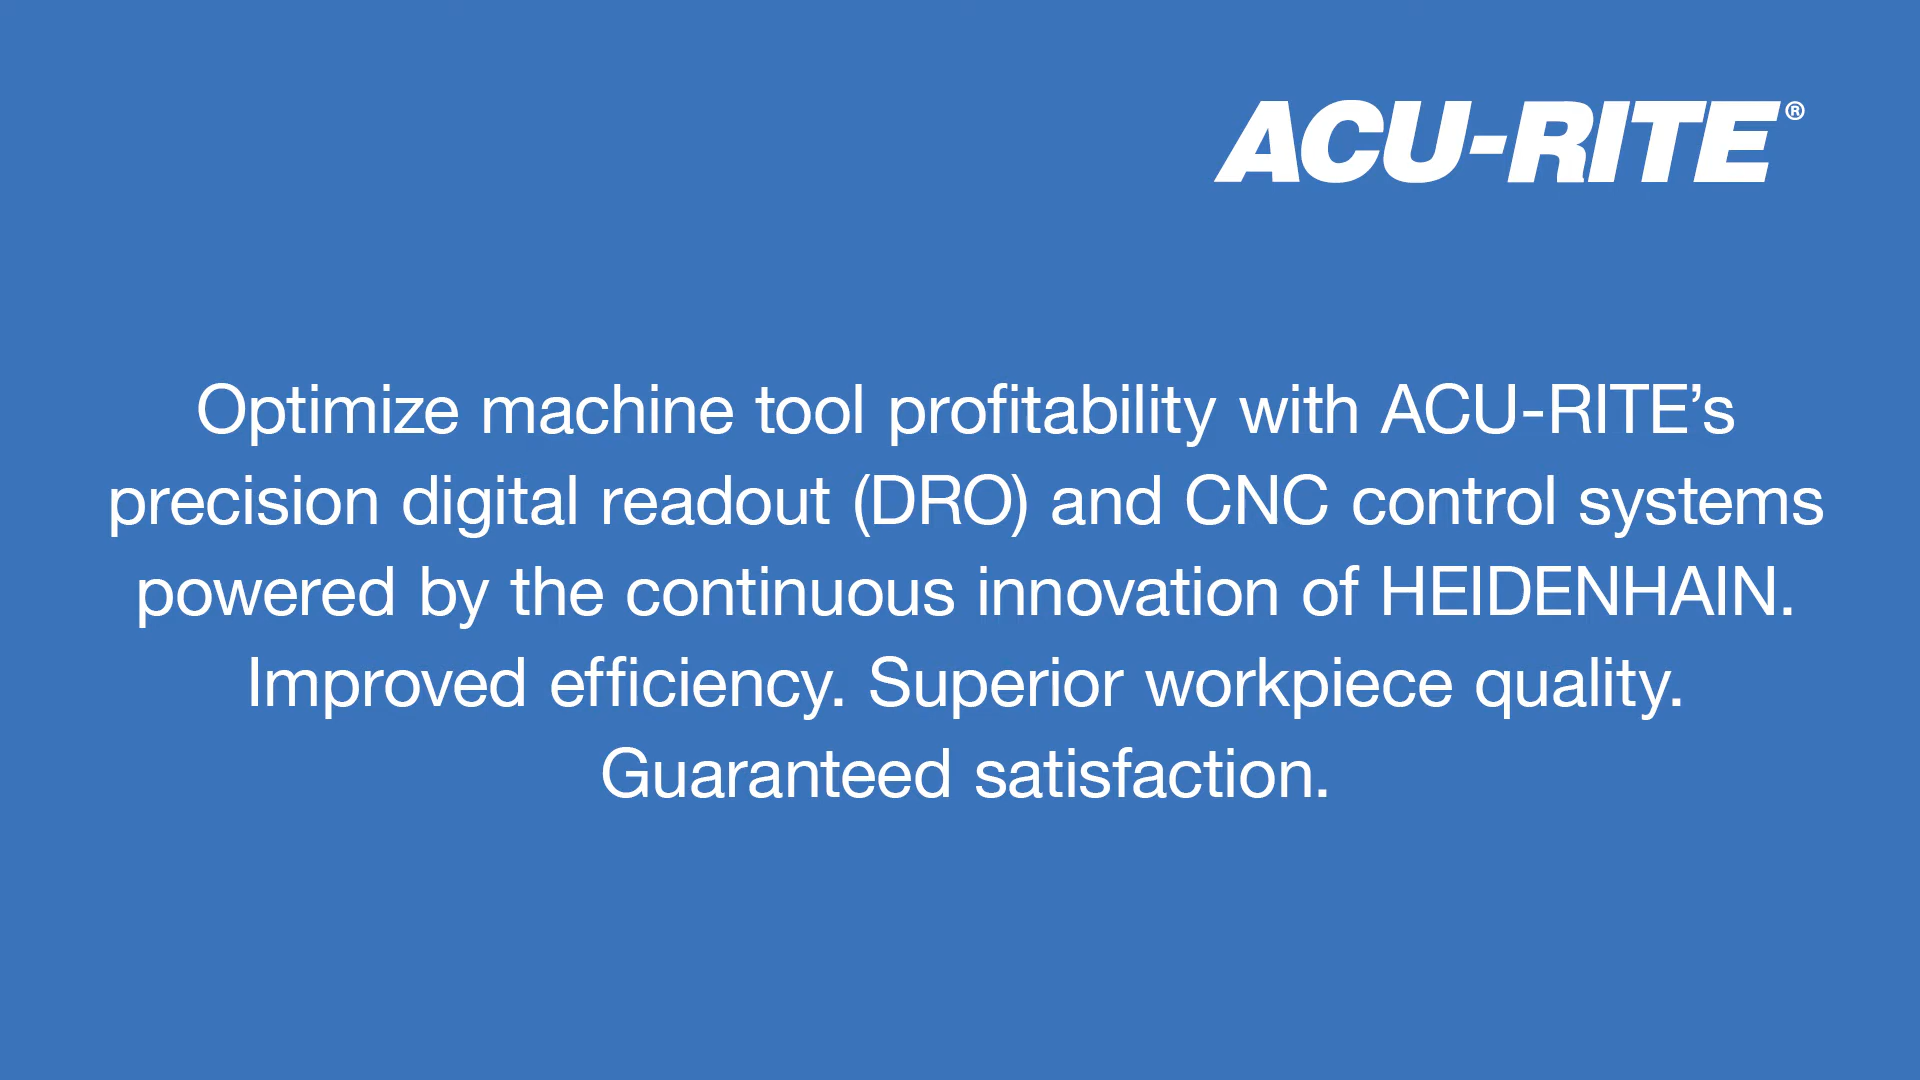 ACU-RITE®
Optimize machine tool profitability with ACU-RITE’s
precision digital readout (DRO) and CNC control systems
powered by the continuous innovation of HEIDENHAIN.
Improved efficiency. Superior workpiece quality.
Guaranteed satisfaction.